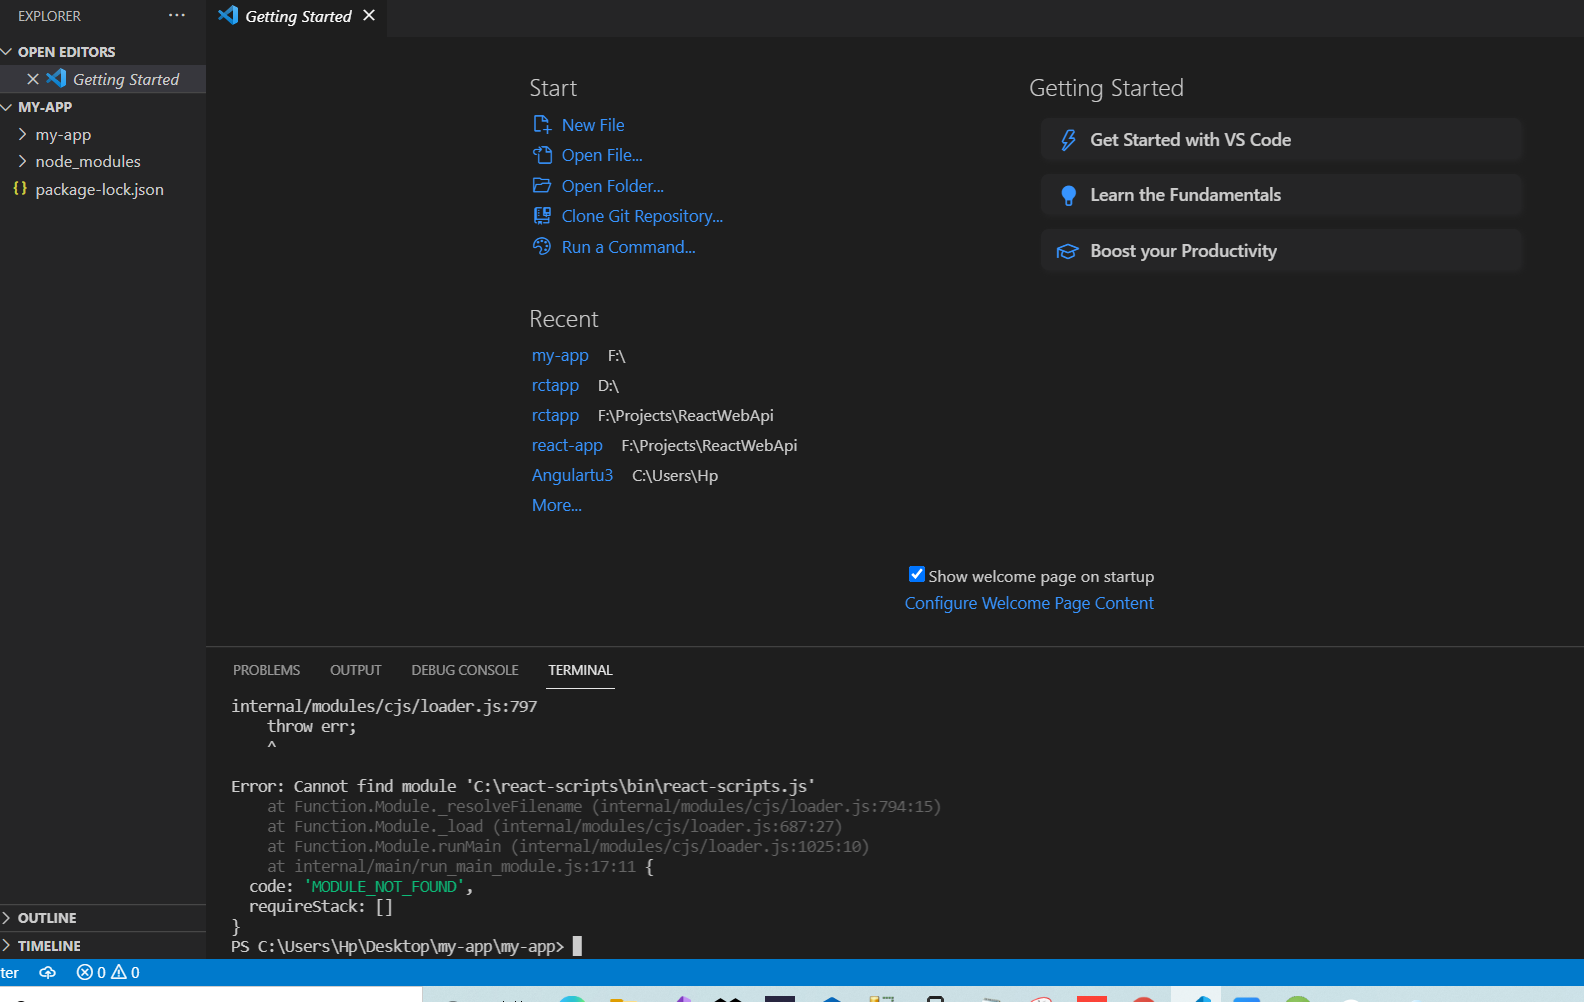 EXPLORER
Getting Started
OPEN EDITORS
Getting Started
MY-APP
my-app
node_modules
package-lock.json
OUTLINE
TIMELINE
Start
New File
Open File...
Open Folder...
Clone Git Repository...
Run a Command...
Recent
my-app F:\
rctapp D:\
rctapp F:\Projects\ReactWebApi
react-app F:\Projects\ReactWebApi
Angulartu3 C:\Users\Hp
More...
Getting Started
Get Started with VS Code
Learn the Fundamentals
Boost your Productivity
Show welcome page on startup
Configure Welcome Page Content
PROBLEMS OUTPUT DEBUG CONSOLE TERMINAL
internal/modules/cjs/loader.js:797
throw err;
^
Error: Cannot find module 'C:\react-scripts\bin\react-scripts.js'
at Function.Module._resolveFilename (internal/modules/cjs/loader.js:794:15)
at Function.Module._load (internal/modules/cjs/loader.js:687:27)
at Function.Module.runMain (internal/modules/cjs/loader.js:1025:10)
at internal/main/run_main_module.js:17:11 {
code: 'MODULE_NOT_FOUND',
requireStack: []
}
PS C:\Users\Hp\Desktop\my-app\my-app>
ter 0 0